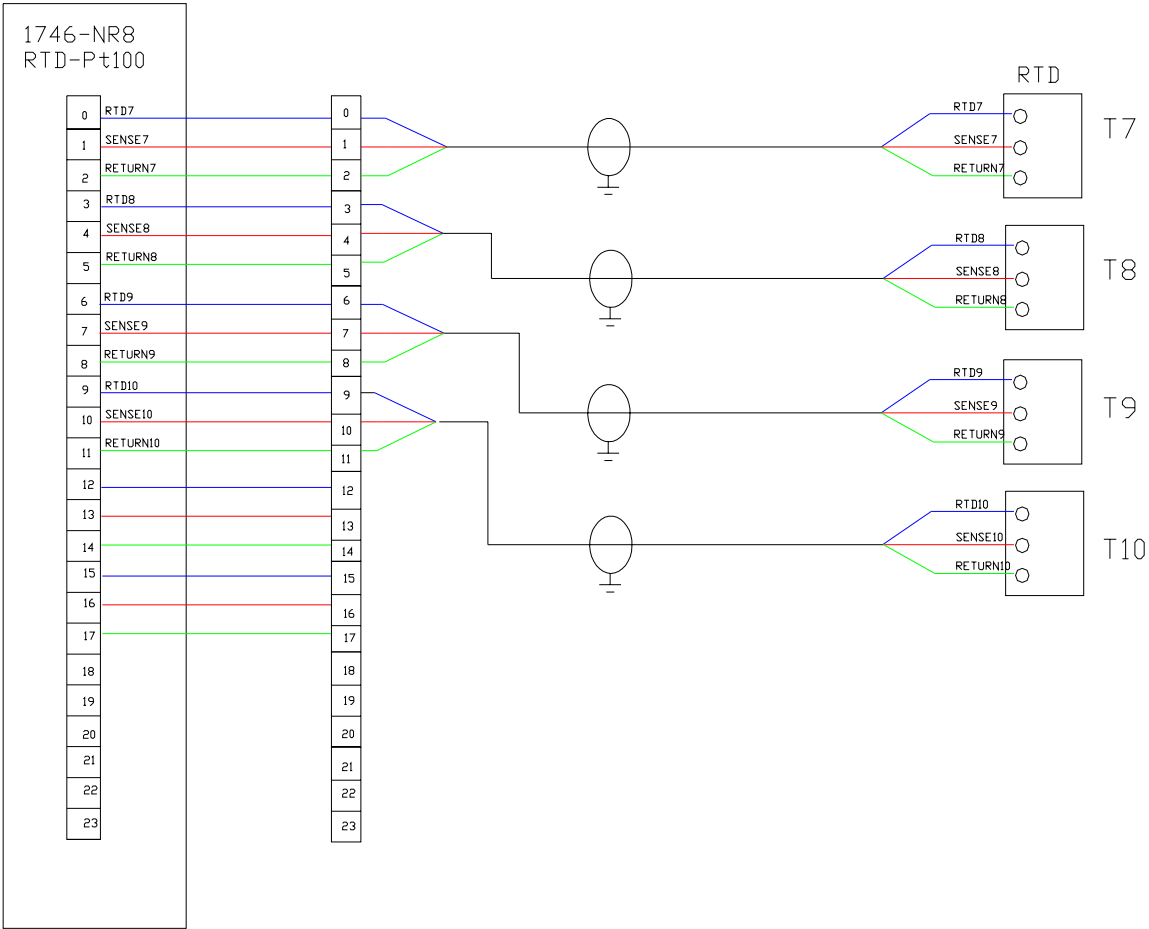 1746-NR8
RTD-Pt100
RTD
0 RTD7 0 RTD7 T7
1 SENSE7 1 SENSE7
2 RETURN7 2 RETURN7
3 RTD8 3 RTD8
4 SENSE8 4 SENSE8 T8
5 RETURN8 5 RETURN8
6 RTD9 6 RTD9
7 SENSE9 7 SENSE9 T9
8 RETURN9 8 RETURN9
9 RTD10 9 RTD10
10 SENSE10 10 SENSE10 T10
11 RETURN10 11 RETURN10
12 12
13 13
14 14
15 15
16 16
17 17
18 18
19 19
20 20
21 21
22 22
23 23